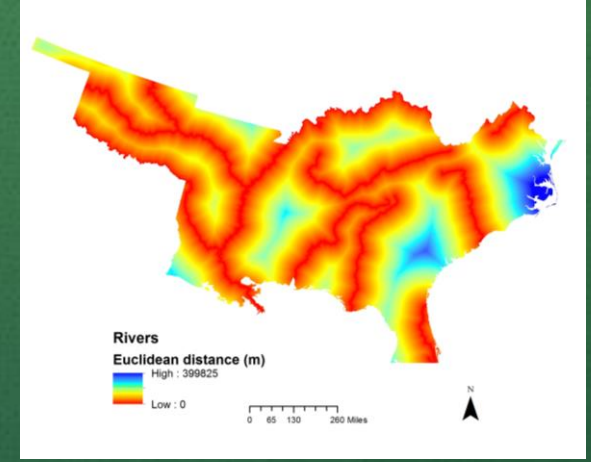 Rivers
Euclidean distance (m)
High : 399825
Low : 0
N
0 65 130 260 Miles